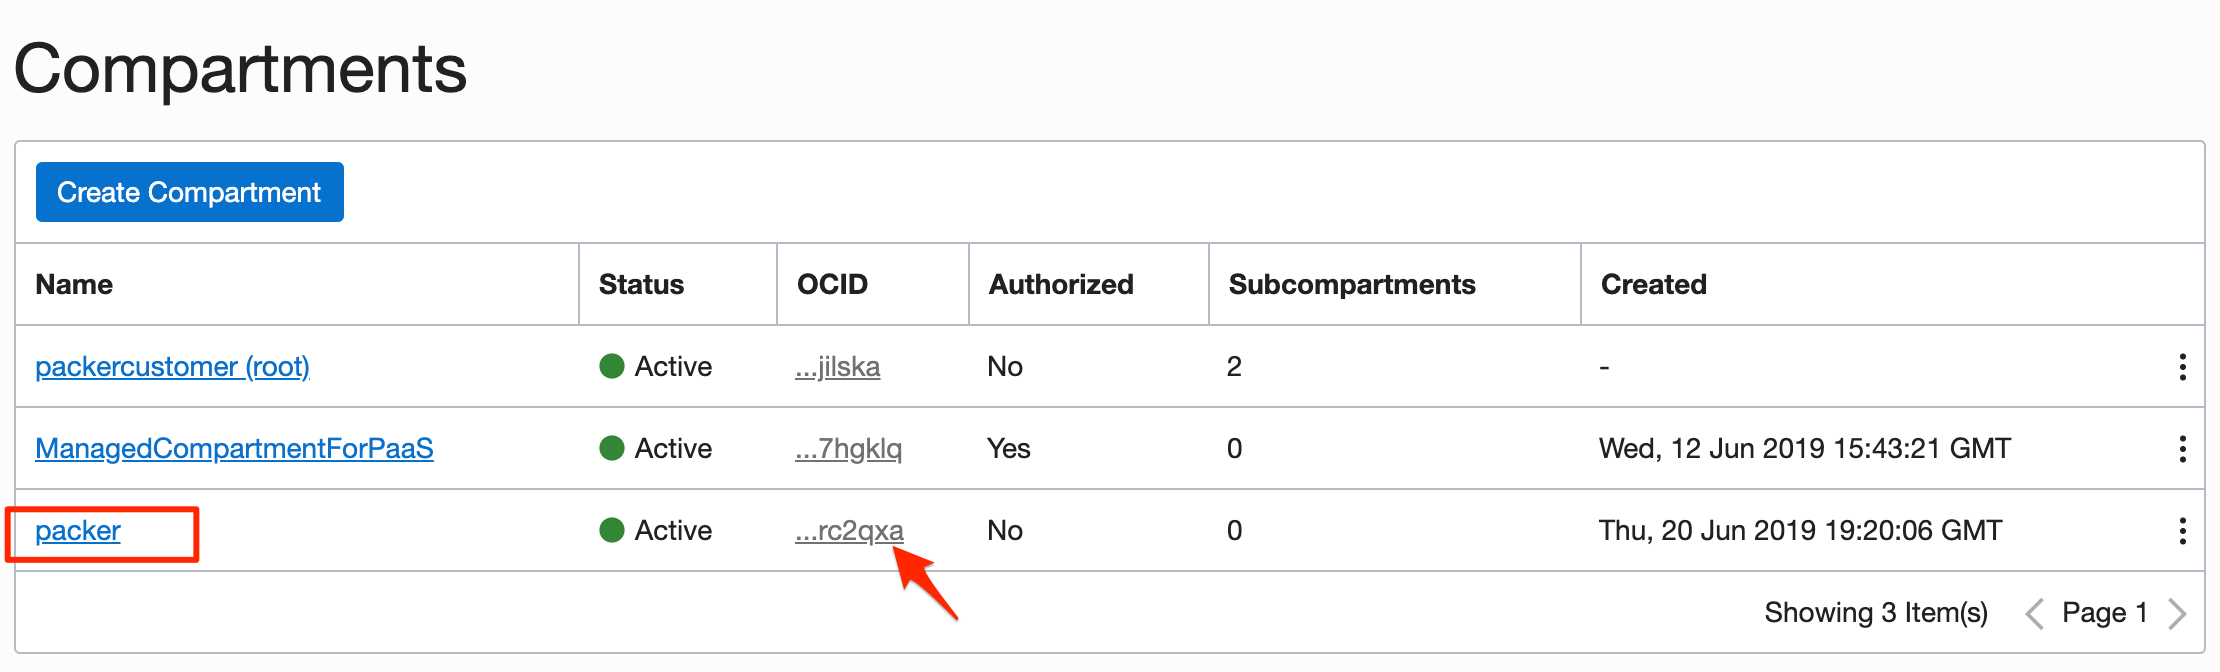 Compartments
Create Compartment
Name Status OCID Authorized Subcompartments Created
packercustomer (root) Active ...jilska No 2 -
ManagedCompartmentForPaaS Active ...7hgklq Yes 0 Wed, 12 Jun 2019 15:43:21 GMT
packer Active ...rc2qxa No 0 Thu, 20 Jun 2019 19:20:06 GMT
Showing 3 Item(s) Page 1